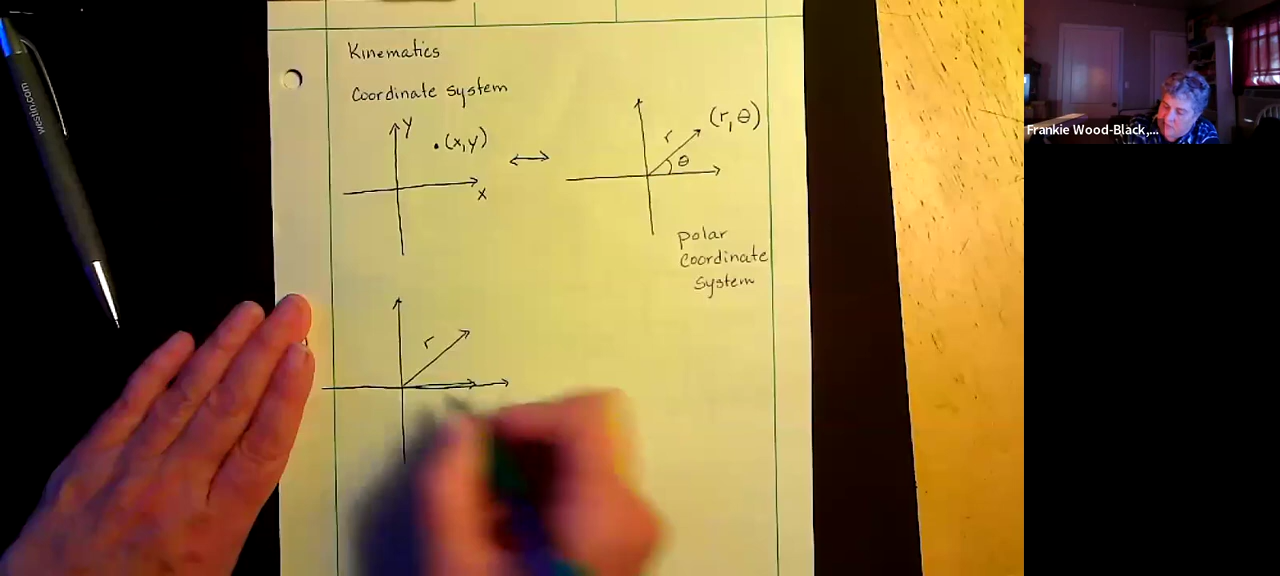 Kinematics
Coordinate system
y
(x,y)
x
r
(r,θ)
θ
polar
coordinate
system
r
westin.com
Frankie Wood-Black,...